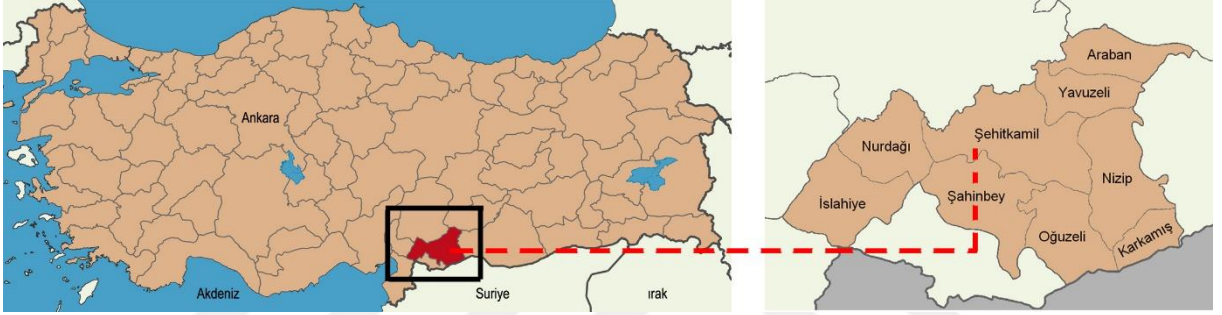 Ankara
Akdeniz
Suriye
ırak
Araban
Yavuzeli
Şehitkamil
Nurdağı
Nizip
Şahinbey
İslahiye
Oğuzeli
Karkamış